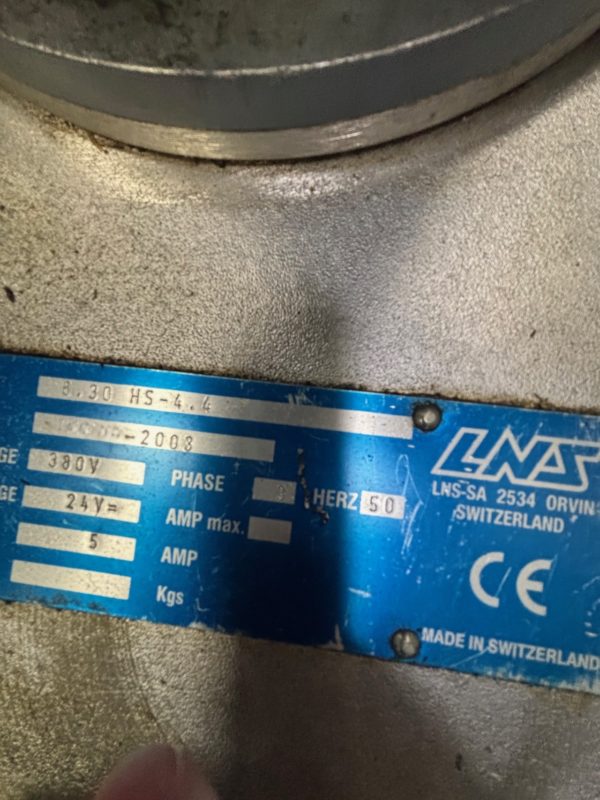 8.30 HS-4.4
-2008
GE 380V PHASE 3 HERZ 50
GE 24V= AMP max.
5 AMP
Kgs
LNS
LNS-SA 2534 ORVIN
SWITZERLAND
CE
MADE IN SWITZERLAND